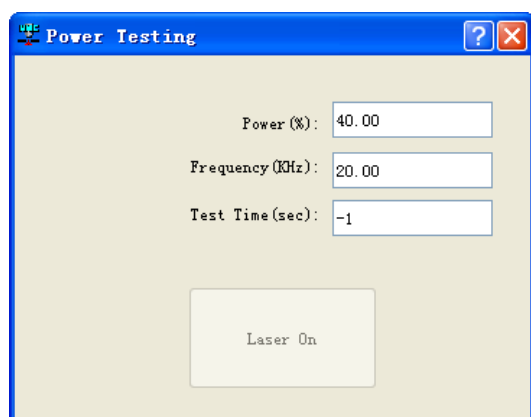 Power Testing
Power(%): 40.00
Frequency(KHz): 20.00
Test Time(sec): -1
Laser On